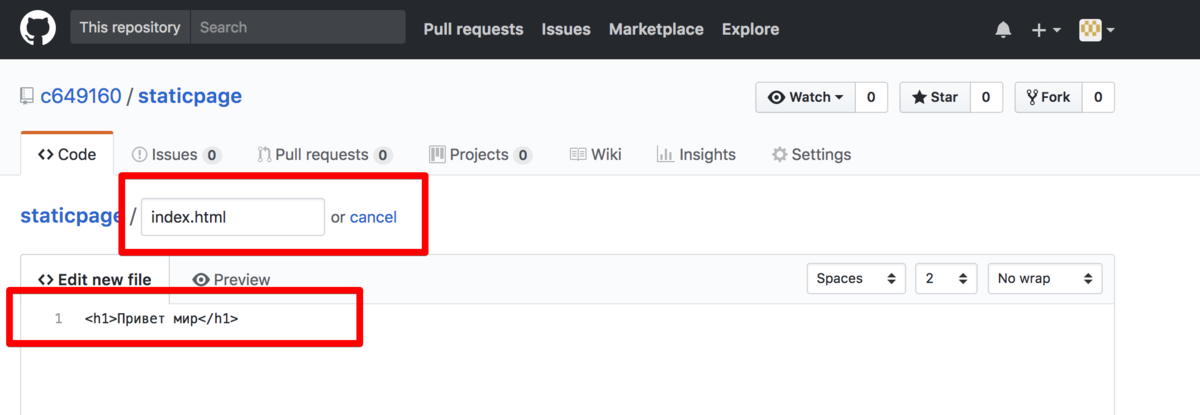 This repository Search Pull requests Issues Marketplace Explore
c649160 / staticpage Watch 0 Star 0 Fork 0
Code Issues 0 Pull requests 0 Projects 0 Wiki Insights Settings
staticpage / index.html or cancel
<> Edit new file Preview Spaces 2 No wrap
1 <h1>Привет мир</h1>